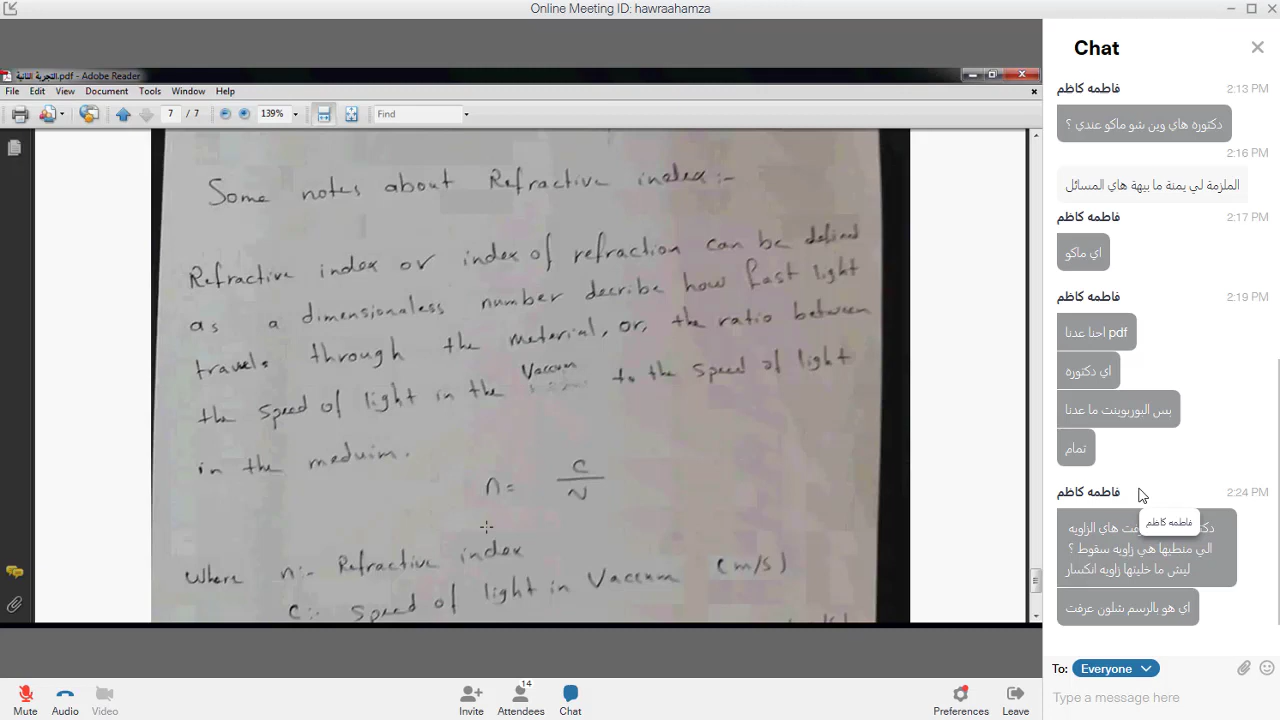 Online Meeting ID: hawraahamza
التجربة الثانية.pdf - Adobe Reader
File Edit View Document Tools Window Help
7 / 7 139% Find
Some notes about Refractive index:-
Refractive index or index of refraction can be defined
as a dimensionless number decribe how fast light
travels through the material, or, the ratio between
the speed of light in the Vaccum to the speed of light
in the meduim.
n = C / v
Where n:- Refractive index
C:- Speed of light in Vaccum (m/s)
Chat
فاطمه كاظم 2:13 PM
دكتوره هاي وين شو ماكو عندي ؟
2:16 PM
الملزمة لي يمنة ما بيهة هاي المسائل
فاطمه كاظم 2:17 PM
اي ماكو
فاطمه كاظم 2:19 PM
احنا عدنا pdf
اي دكتوره
بس البوربوينت ما عدنا
تمام
فاطمه كاظم 2:24 PM
فاطمه كاظم
هاي الزاويه
الي منطيها هي زاويه سقوط ؟
ليش ما خليتها زاويه انكسار
اي هو بالرسم شلون عرفت
To: Everyone
Type a message here
Mute Audio Video Invite 14 Attendees Chat Preferences Leave